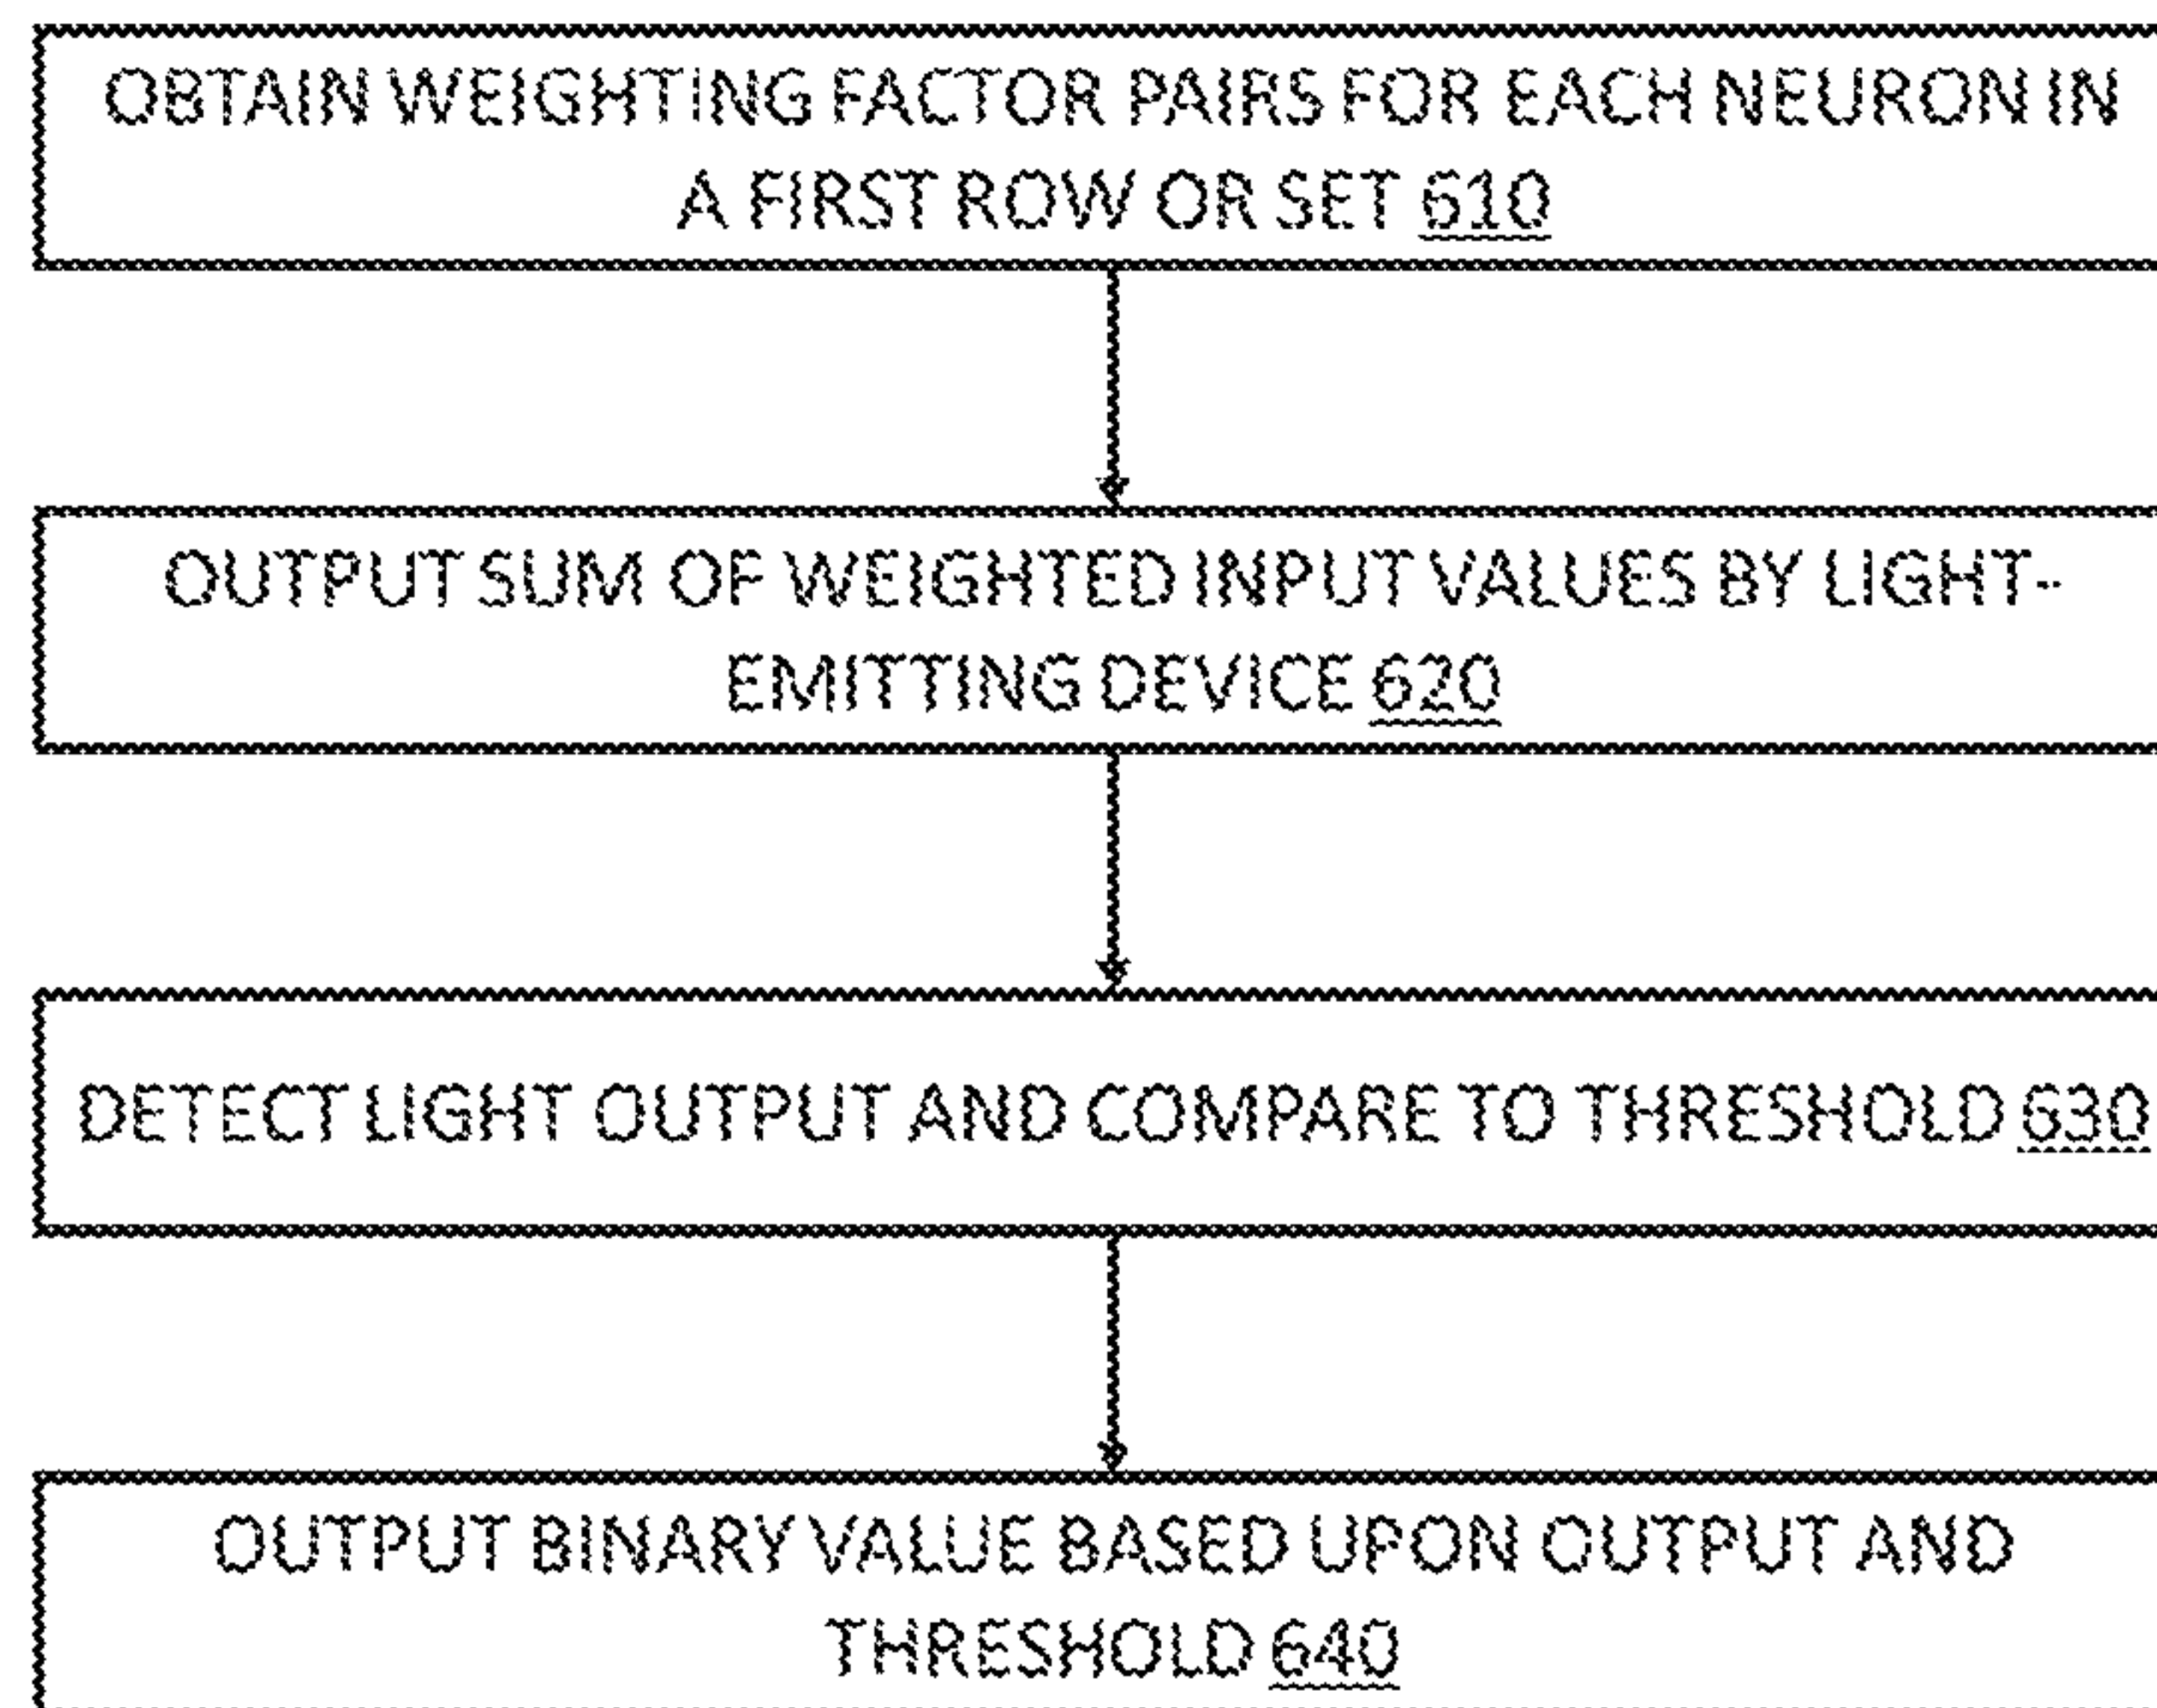 OBTAIN WEIGHTING FACTOR PAIRS FOR EACH NEURON IN
A FIRST ROW OR SET 610
OUTPUT SUM OF WEIGHTED INPUT VALUES BY LIGHT-
EMITTING DEVICE 620
DETECT LIGHT OUTPUT AND COMPARE TO THRESHOLD 630
OUTPUT BINARY VALUE BASED UPON OUTPUT AND
THRESHOLD 640